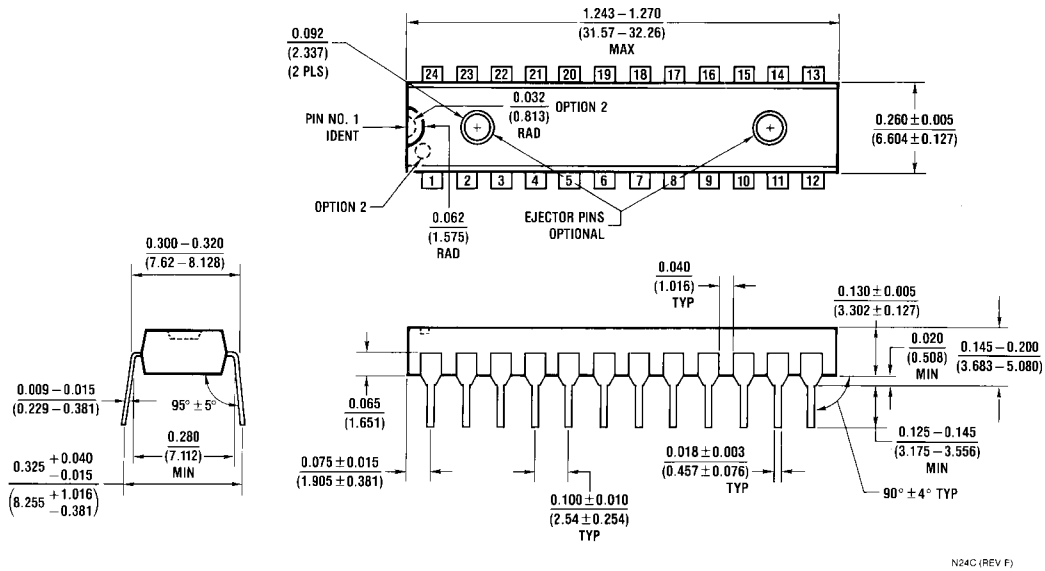 1.243 – 1.270
(31.57 – 32.26)
MAX
0.092
(2.337)
(2 PLS)
24 23 22 21 20 19 18 17 16 15 14 13
0.032
(0.813)
RAD
OPTION 2
PIN NO. 1
IDENT
0.260 ± 0.005
(6.604 ± 0.127)
1 2 3 4 5 6 7 8 9 10 11 12
OPTION 2
0.062
(1.575)
RAD
EJECTOR PINS
OPTIONAL
0.300 – 0.320
(7.62 – 8.128)
0.040
(1.016)
TYP
0.130 ± 0.005
(3.302 ± 0.127)
0.020
(0.508)
MIN
0.145 – 0.200
(3.683 – 5.080)
0.009 – 0.015
(0.229 – 0.381)
95° ± 5°
0.280
(7.112)
MIN
0.325 +0.040
–0.015
(8.255 +1.016
–0.381)
0.065
(1.651)
0.075 ± 0.015
(1.905 ± 0.381)
0.100 ± 0.010
(2.54 ± 0.254)
TYP
0.018 ± 0.003
(0.457 ± 0.076)
TYP
0.125 – 0.145
(3.175 – 3.556)
MIN
90° ± 4° TYP
N24C (REV F)